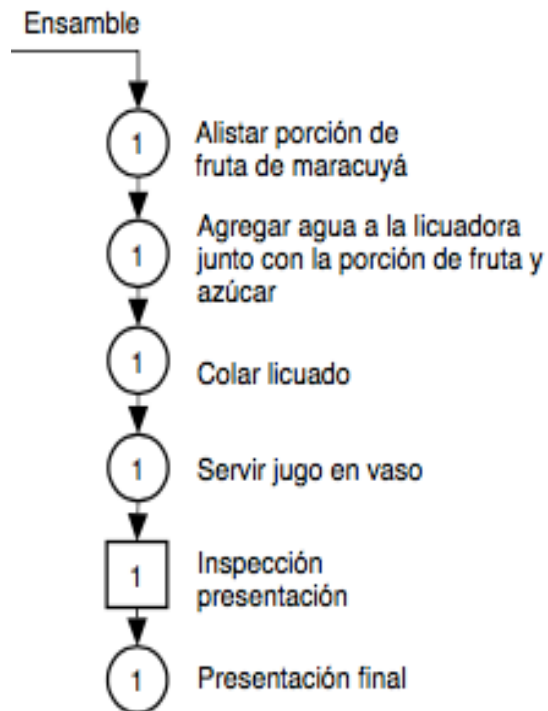 Ensamble
1
Alistar porción de
fruta de maracuyá
1
Agregar agua a la licuadora
junto con la porción de fruta y
azúcar
1
Colar licuado
1
Servir jugo en vaso
1
Inspección
presentación
1
Presentación final